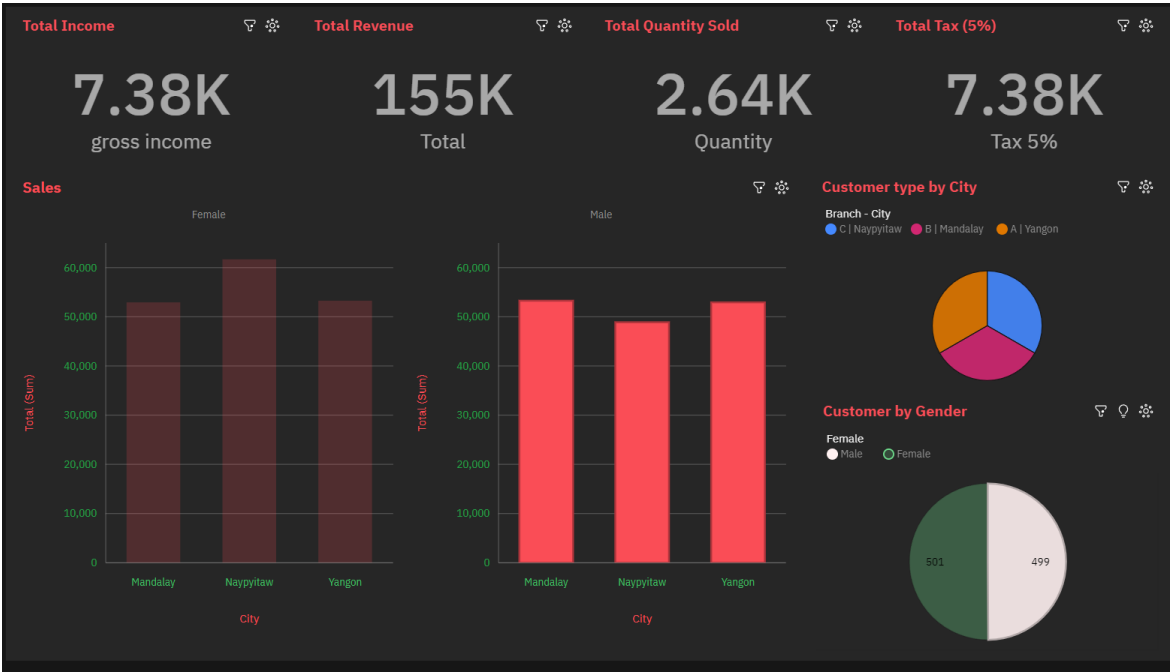 Total Income
Total Revenue
Total Quantity Sold
Total Tax (5%)
7.38K
155K
2.64K
7.38K
gross income
Total
Quantity
Tax 5%
Sales
Female
Male
60,000
50,000
40,000
30,000
20,000
10,000
0
Total (Sum)
Mandalay
Naypyitaw
Yangon
City
60,000
50,000
40,000
30,000
20,000
10,000
0
Total (Sum)
Mandalay
Naypyitaw
Yangon
City
Customer type by City
Branch - City
C | Naypyitaw
B | Mandalay
A | Yangon
Customer by Gender
Female
Male
Female
501
499